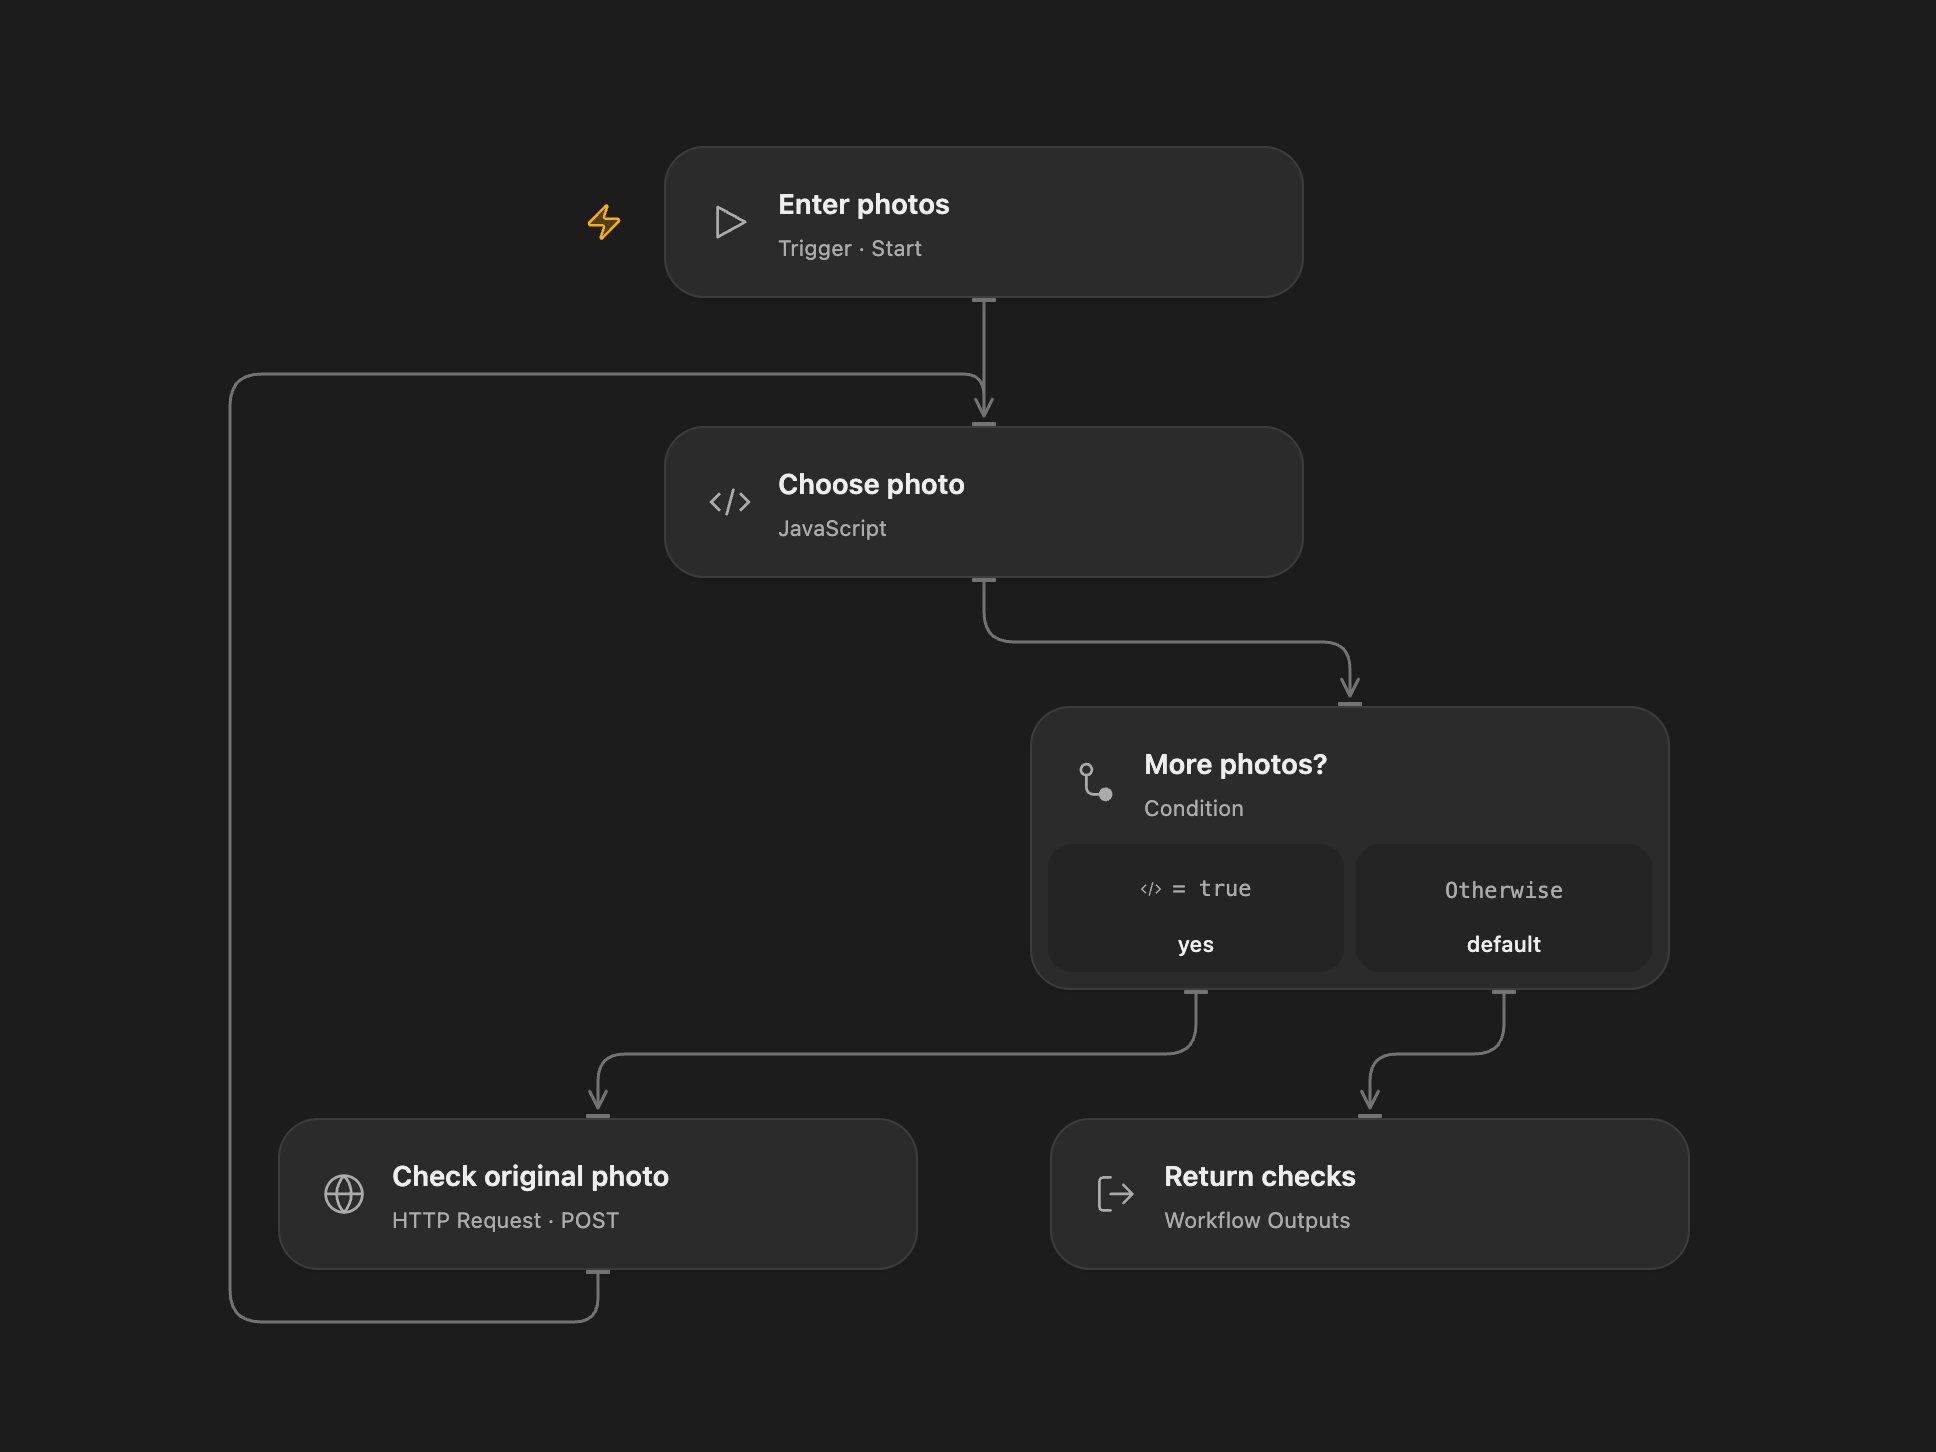 Enter photos
Trigger · Start
Choose photo
JavaScript
More photos?
Condition
</> = true
yes
Otherwise
default
Check original photo
HTTP Request · POST
Return checks
Workflow Outputs